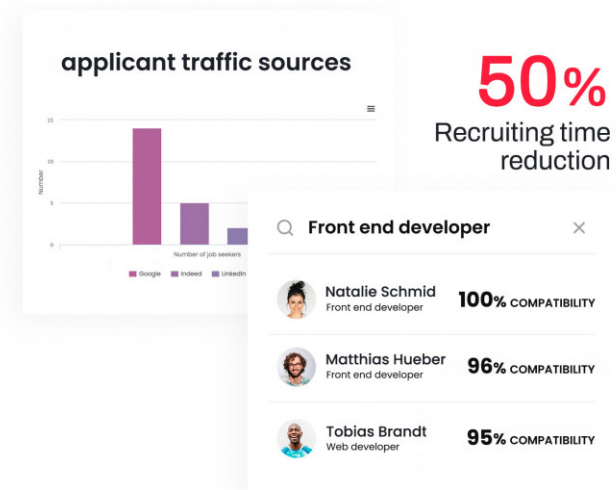 applicant traffic sources
50%
Recruiting time
reduction
15
10
5
0
Number
Number of job seekers
Google Indeed LinkedIn
Front end developer
Natalie Schmid
Front end developer
100% COMPATIBILITY
Matthias Hueber
Front end developer
96% COMPATIBILITY
Tobias Brandt
Web developer
95% COMPATIBILITY